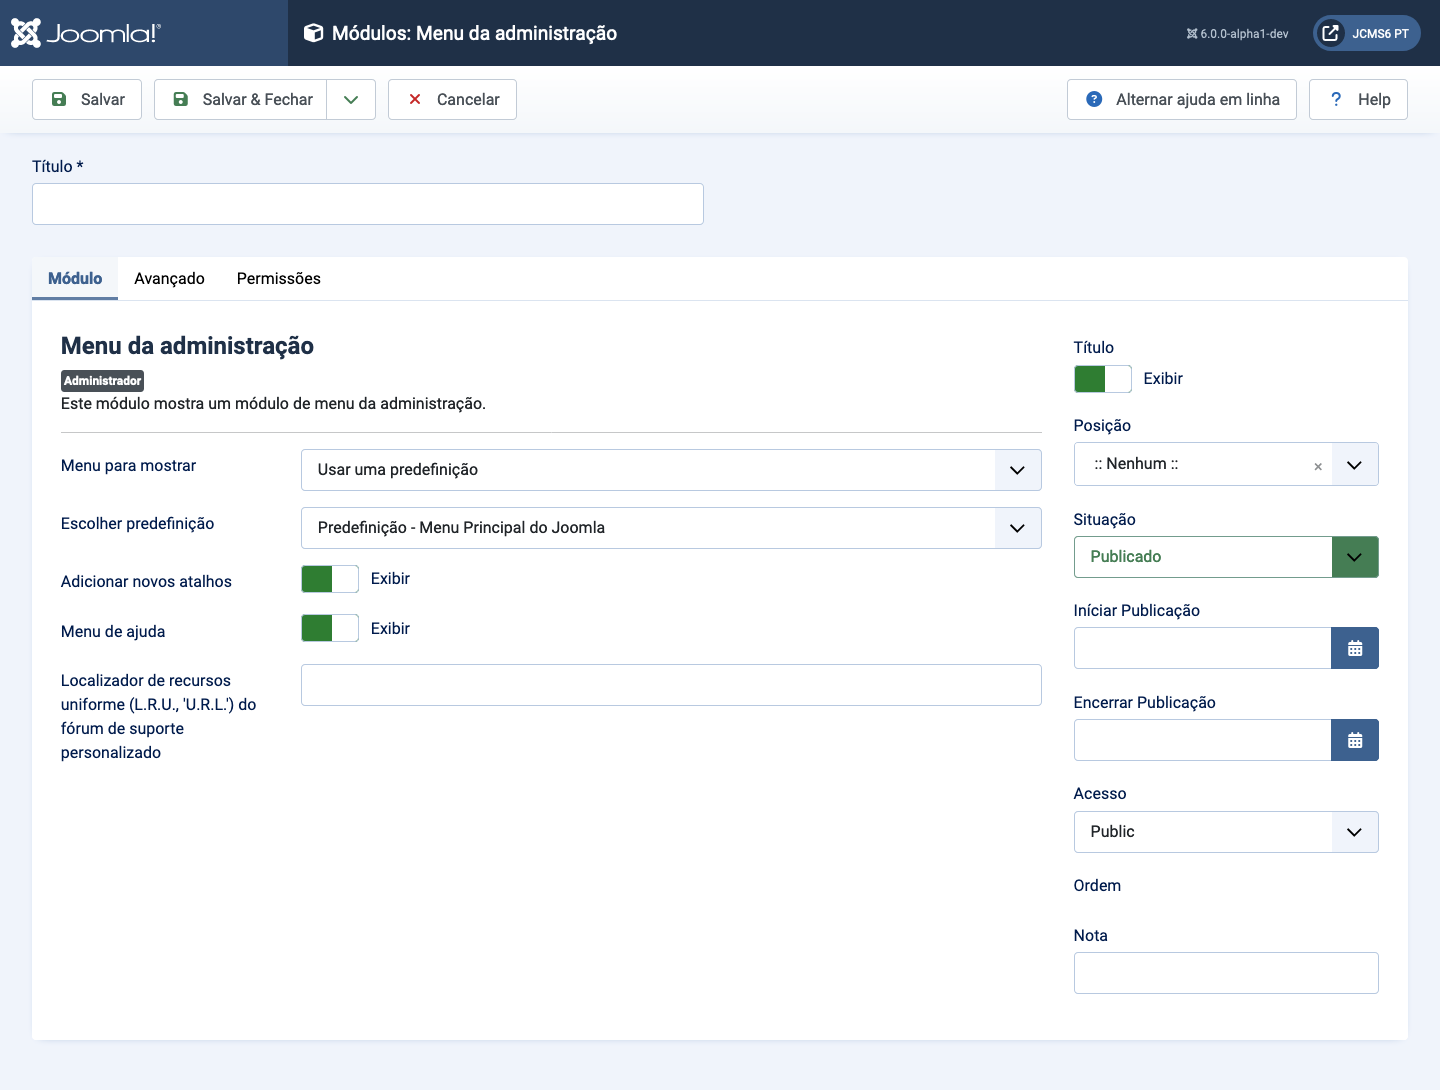 Joomla!®
Módulos: Menu da administração
6.0.0-alpha1-dev
JCMS6 PT
Salvar
Salvar & Fechar
Cancelar
Alternar ajuda em linha
Help
Título *
Módulo
Avançado
Permissões
Menu da administração
Administrador
Este módulo mostra um módulo de menu da administração.
Menu para mostrar
Usar uma predefinição
Escolher predefinição
Predefinição - Menu Principal do Joomla
Adicionar novos atalhos
Exibir
Menu de ajuda
Exibir
Localizador de recursos
uniforme (L.R.U., 'U.R.L.') do
fórum de suporte
personalizado
Título
Exibir
Posição
:: Nenhum ::
Situação
Publicado
Iníciar Publicação
Encerrar Publicação
Acesso
Public
Ordem
Nota